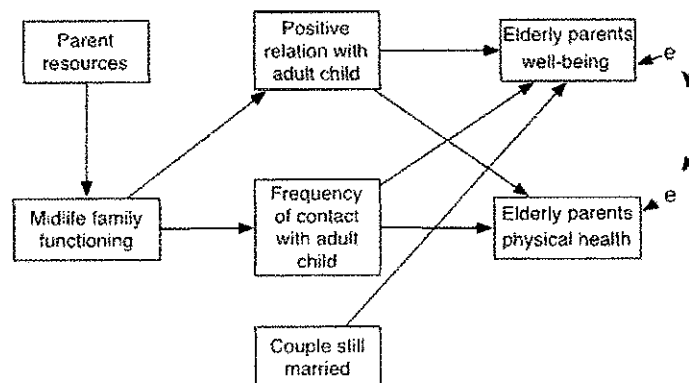 Parent
resources
Positive
relation with
adult child
Elderly parents
well-being
e
Midlife family
functioning
Frequency
of contact
with adult
child
Elderly parents
physical health
e
Couple still
married